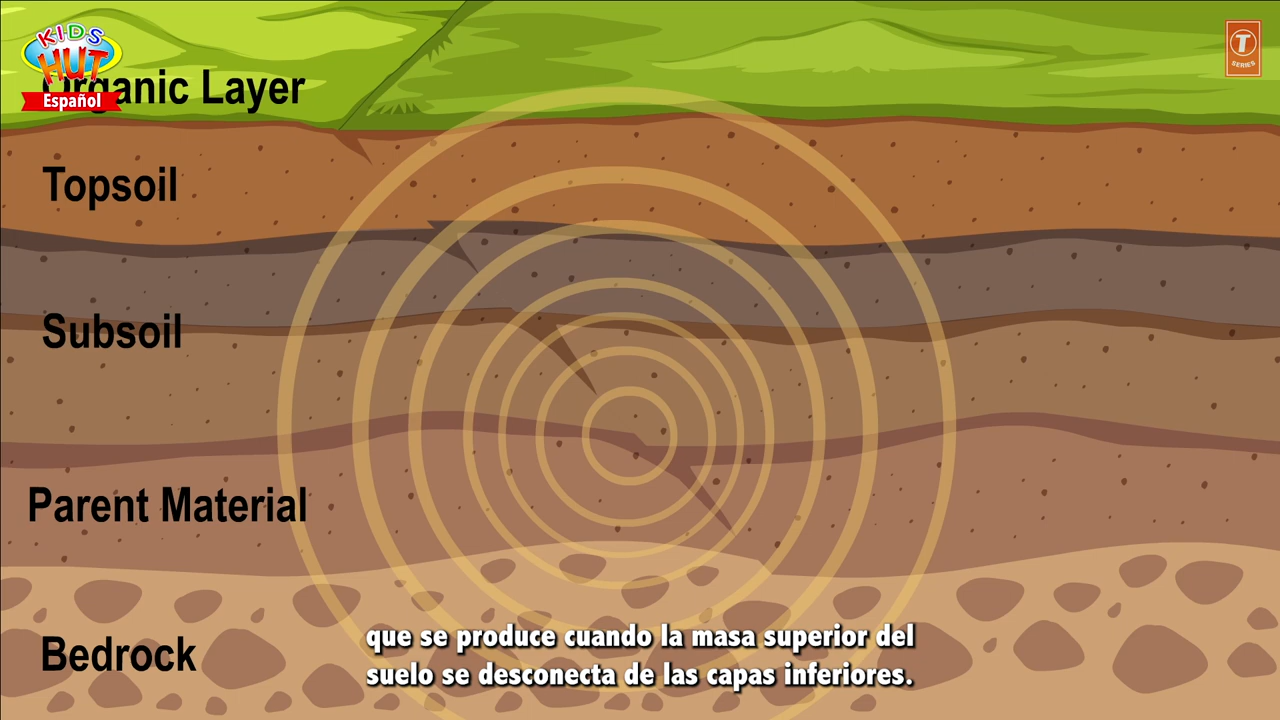 KIDS
HUT
Español
T
SERIES
Organic Layer
Topsoil
Subsoil
Parent Material
Bedrock
que se produce cuando la masa superior del
suelo se desconecta de las capas inferiores.